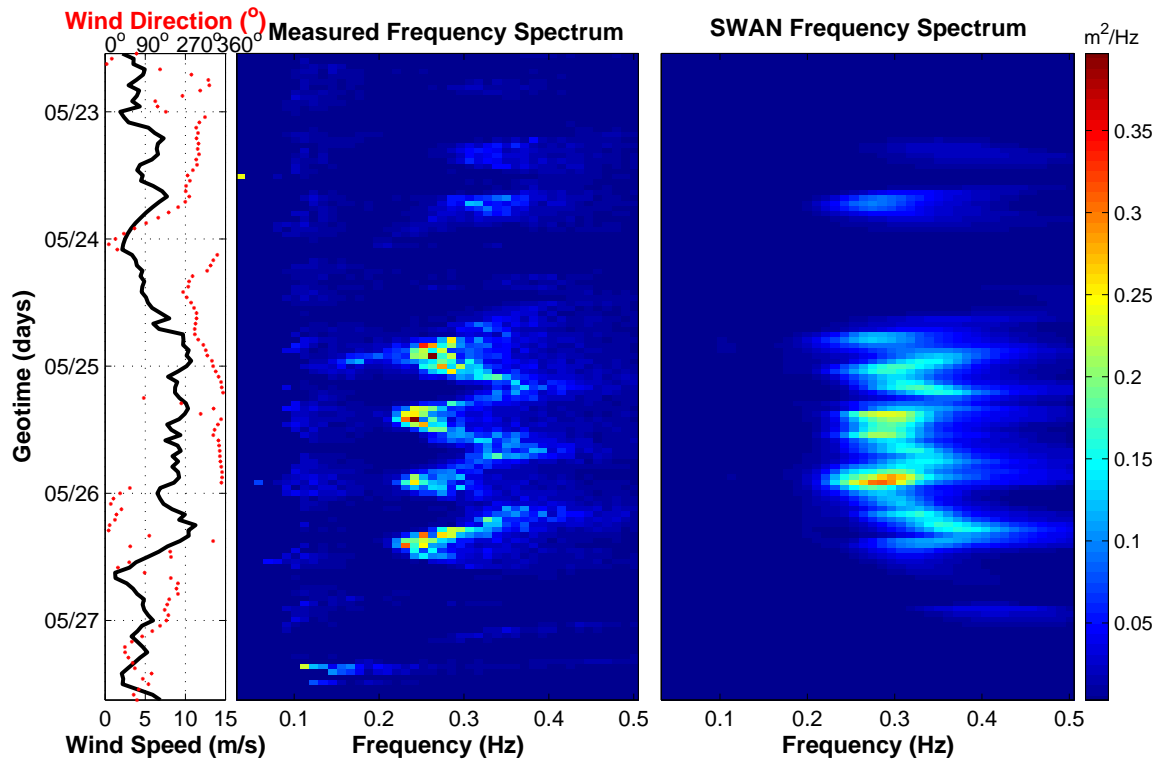 Wind Direction (°)
0° 90° 270° 360°
Measured Frequency Spectrum
SWAN Frequency Spectrum
m²/Hz
Geotime (days)
05/23
05/24
05/25
05/26
05/27
0 5 10 15
Wind Speed (m/s)
0.1 0.2 0.3 0.4 0.5
Frequency (Hz)
0.1 0.2 0.3 0.4 0.5
Frequency (Hz)
0.35
0.3
0.25
0.2
0.15
0.1
0.05